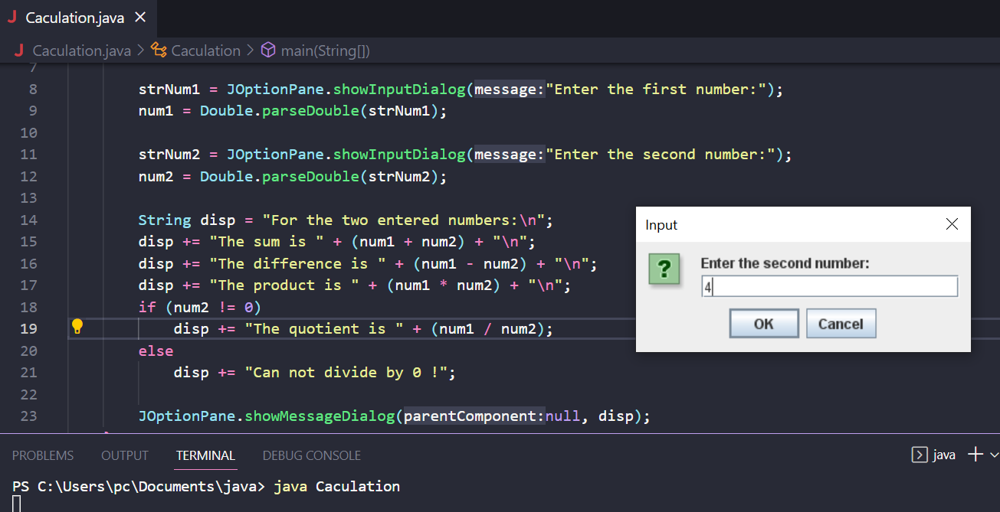 J Caculation.java ×
J Caculation.java > Caculation > main(String[])
7
8 strNum1 = JOptionPane.showInputDialog(message:"Enter the first number:");
9 num1 = Double.parseDouble(strNum1);
10
11 strNum2 = JOptionPane.showInputDialog(message:"Enter the second number:");
12 num2 = Double.parseDouble(strNum2);
13
14 String disp = "For the two entered numbers:\n";
15 disp += "The sum is " + (num1 + num2) + "\n";
16 disp += "The difference is " + (num1 - num2) + "\n";
17 disp += "The product is " + (num1 * num2) + "\n";
18 if (num2 != 0)
19 disp += "The quotient is " + (num1 / num2);
20 else
21 disp += "Can not divide by 0 !";
22
23 JOptionPane.showMessageDialog(parentComponent:null, disp);
Input
?
Enter the second number:
4
OK Cancel
PROBLEMS OUTPUT TERMINAL DEBUG CONSOLE java
PS C:\Users\pc\Documents\java> java Caculation